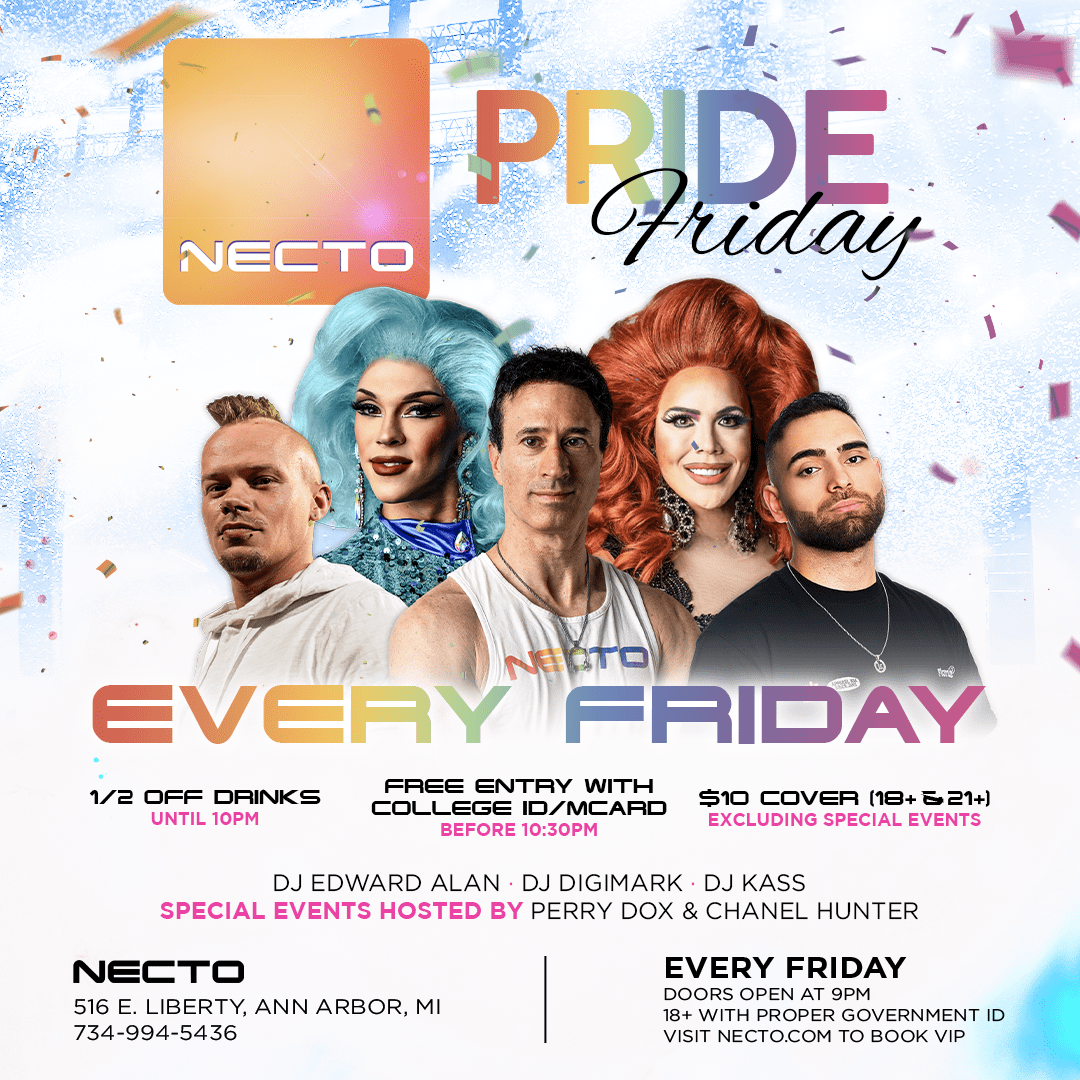 NECTO
PRIDE
Friday
NECTO
EVERY FRIDAY
1/2 OFF DRINKS
UNTIL 10PM
FREE ENTRY WITH
COLLEGE ID/MCARD
BEFORE 10:30PM
$10 COVER (18+ & 21+)
EXCLUDING SPECIAL EVENTS
DJ EDWARD ALAN · DJ DIGIMARK · DJ KASS
SPECIAL EVENTS HOSTED BY PERRY DOX & CHANEL HUNTER
NECTO
516 E. LIBERTY, ANN ARBOR, MI
734-994-5436
EVERY FRIDAY
DOORS OPEN AT 9PM
18+ WITH PROPER GOVERNMENT ID
VISIT NECTO.COM TO BOOK VIP